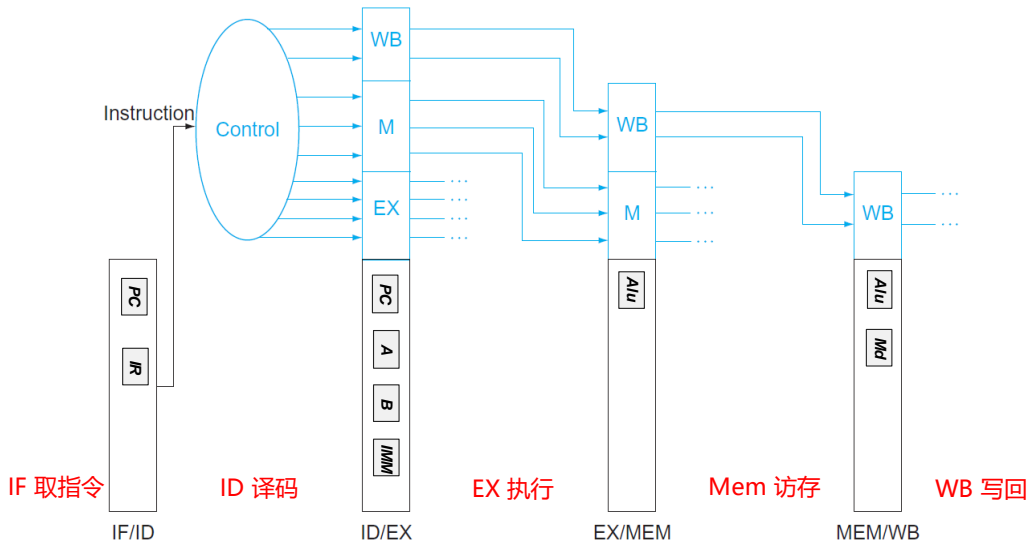 WB
Instruction
Control
M
WB
EX
...
...
...
...
M
...
...
...
WB
...
...
PC
IR
PC
A
B
IMM
Alu
Alu
Md
IF 取指令
ID 译码
EX 执行
Mem 访存
WB 写回
IF/ID
ID/EX
EX/MEM
MEM/WB